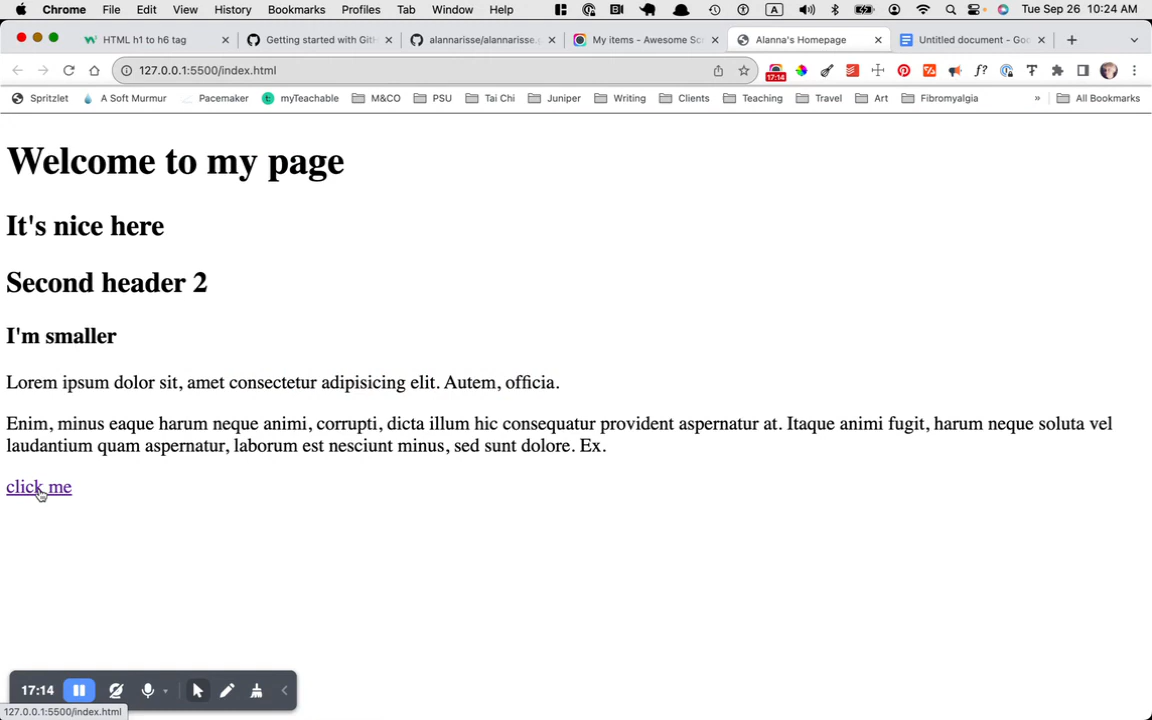 Chrome File Edit View History Bookmarks Profiles Tab Window Help A Tue Sep 26 10:24 AM
HTML h1 to h6 tag Getting started with Git alannarisse/alannarisse. My items - Awesome Scr Alanna's Homepage Untitled document - Goo
127.0.0.1:5500/index.html 17:14 f?
Spritzlet A Soft Murmur Pacemaker myTeachable M&CO PSU Tai Chi Juniper Writing Clients Teaching Travel Art Fibromyalgia » All Bookmarks
Welcome to my page
It's nice here
Second header 2
I'm smaller
Lorem ipsum dolor sit, amet consectetur adipisicing elit. Autem, officia.
Enim, minus eaque harum neque animi, corrupti, dicta illum hic consequatur provident aspernatur at. Itaque animi fugit, harum neque soluta vel
laudantium quam aspernatur, laborum est nesciunt minus, sed sunt dolore. Ex.
click me
17:14
127.0.0.1:5500/index.html